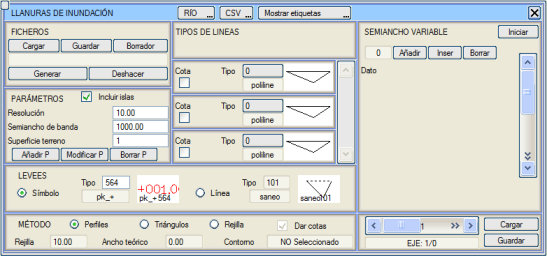 LLANURAS DE INUNDACIÓN RÍO ... CSV ... Mostrar etiquetas ...
FICHEROS
Cargar Guardar Borrador
Generar Deshacer
PARÁMETROS Incluir islas
Resolución 10.00
Semiancho de banda 1000.00
Superficie terreno 1
Añadir P Modificar P Borrar P
TIPOS DE LINEAS
Cota Tipo 0
poliline
Cota Tipo 0
poliline
Cota Tipo 0
poliline
SEMIANCHO VARIABLE Iniciar
0 Añadir Inser Borrar
Dato
LEVEES
Símbolo Tipo 564 +001.0
pk_+ pk_+ 564
Línea Tipo 101
saneo saneo101
MÉTODO Perfiles Triángulos Rejilla Dar cotas
Rejilla 10.00 Ancho teórico 0.00 Contorno NO Seleccionado
1 >> Cargar
EJE: 1/0 Guardar